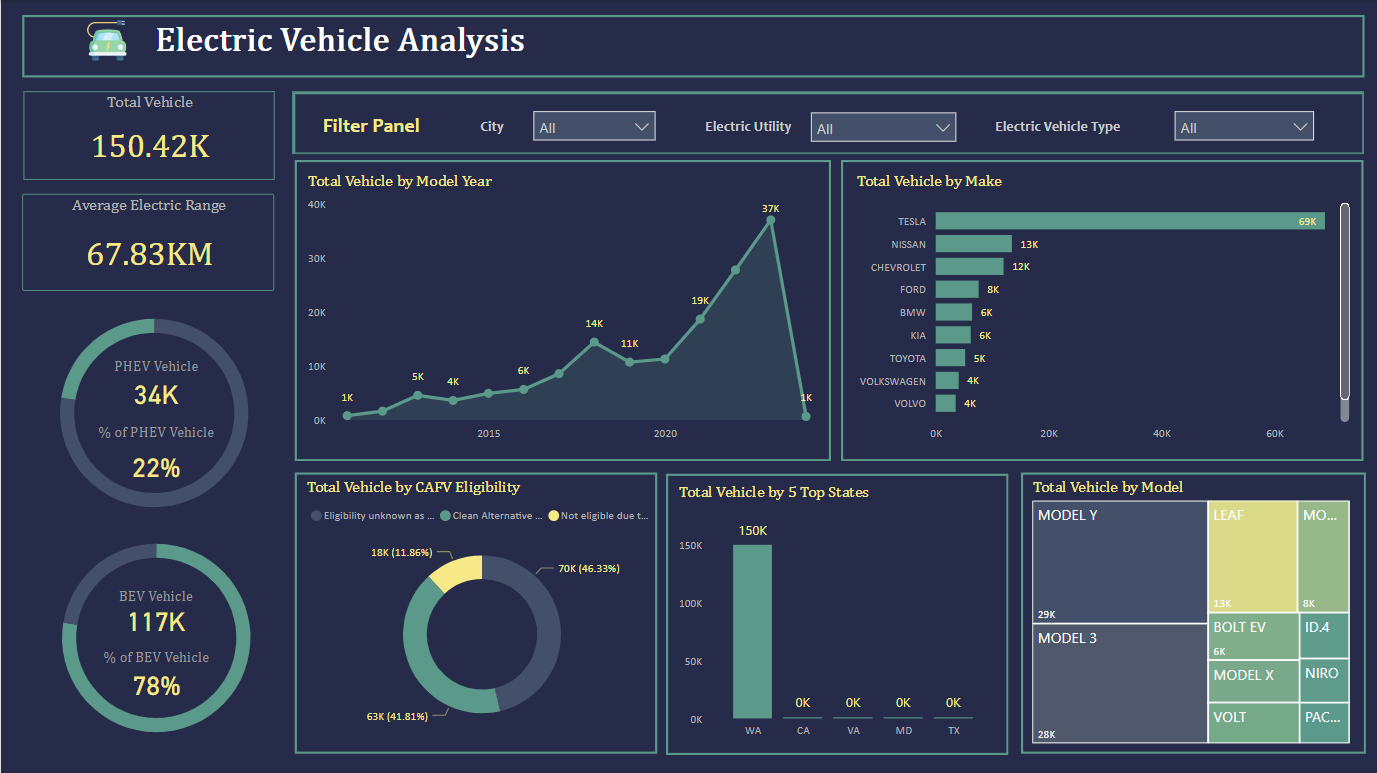 Electric Vehicle Analysis
Total Vehicle
150.42K
Average Electric Range
67.83KM
PHEV Vehicle
34K
% of PHEV Vehicle
22%
BEV Vehicle
117K
% of BEV Vehicle
78%
Filter Panel
City
All
Electric Utility
All
Electric Vehicle Type
All
Total Vehicle by Model Year
40K
30K
20K
10K
0K
1K
5K
4K
6K
14K
11K
19K
37K
1K
2015
2020
Total Vehicle by Make
TESLA 69K
NISSAN 13K
CHEVROLET 12K
FORD 8K
BMW 6K
KIA 6K
TOYOTA 5K
VOLKSWAGEN 4K
VOLVO 4K
0K 20K 40K 60K
Total Vehicle by CAFV Eligibility
Eligibility unknown as ... Clean Alternative ... Not eligible due t...
18K (11.86%)
70K (46.33%)
63K (41.81%)
Total Vehicle by 5 Top States
150K
100K
50K
0K
150K
0K
0K
0K
0K
WA CA VA MD TX
Total Vehicle by Model
MODEL Y
29K
MODEL 3
28K
LEAF
13K
MO...
8K
BOLT EV
6K
ID.4
MODEL X
NIRO
VOLT
PAC...